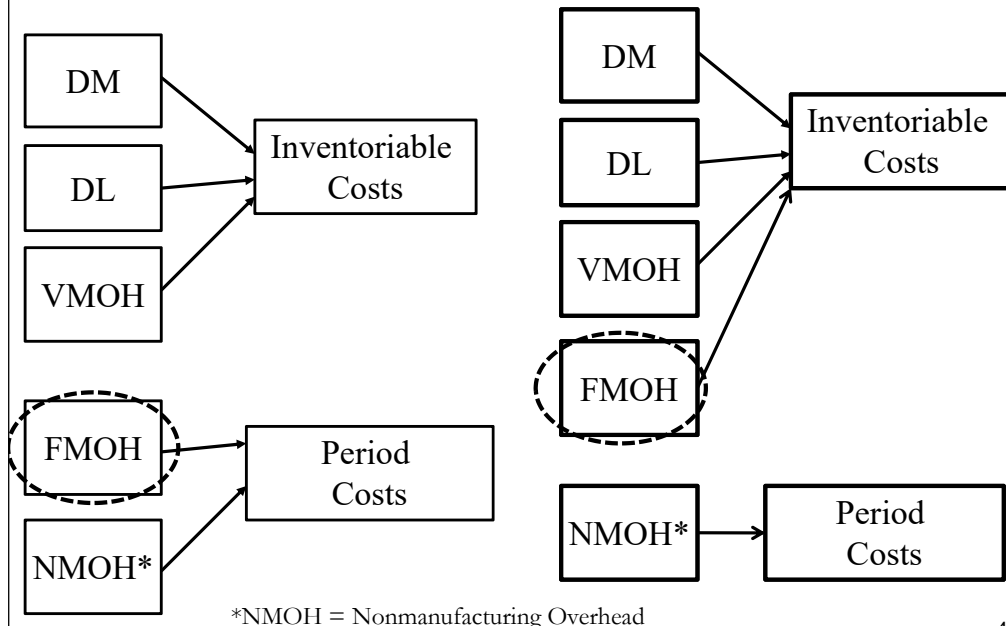 DM
DL
VMOH
Inventoriable
Costs
FMOH
NMOH*
Period
Costs
DM
DL
VMOH
FMOH
Inventoriable
Costs
NMOH*
Period
Costs
*NMOH = Nonmanufacturing Overhead